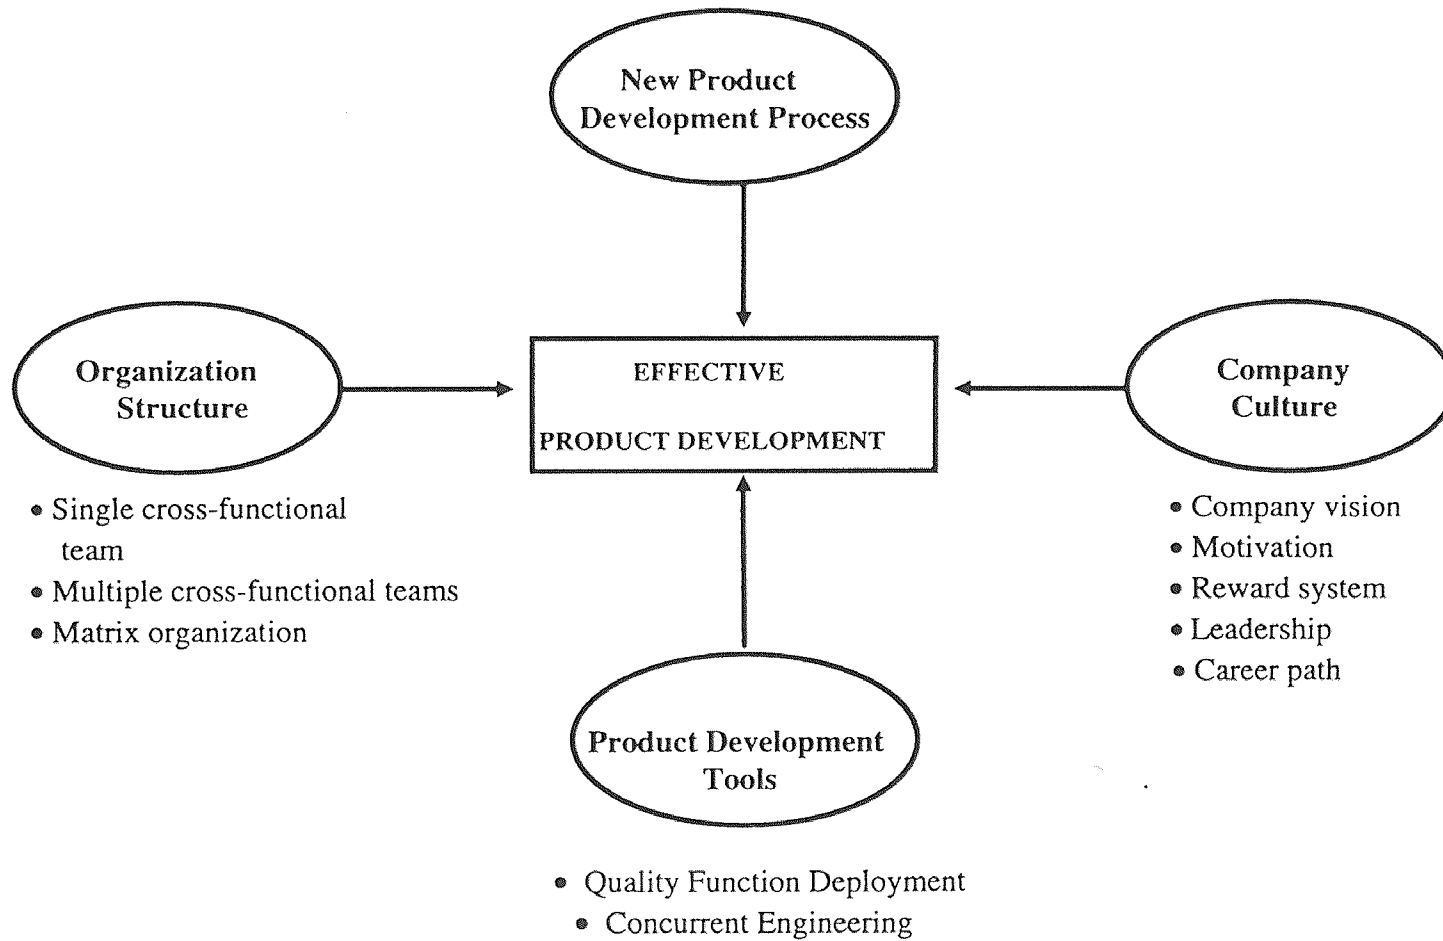 New Product
Development Process
Organization
Structure
EFFECTIVE
PRODUCT DEVELOPMENT
Company
Culture
• Single cross-functional
team
• Multiple cross-functional teams
• Matrix organization
• Company vision
• Motivation
• Reward system
• Leadership
• Career path
Product Development
Tools
• Quality Function Deployment
• Concurrent Engineering